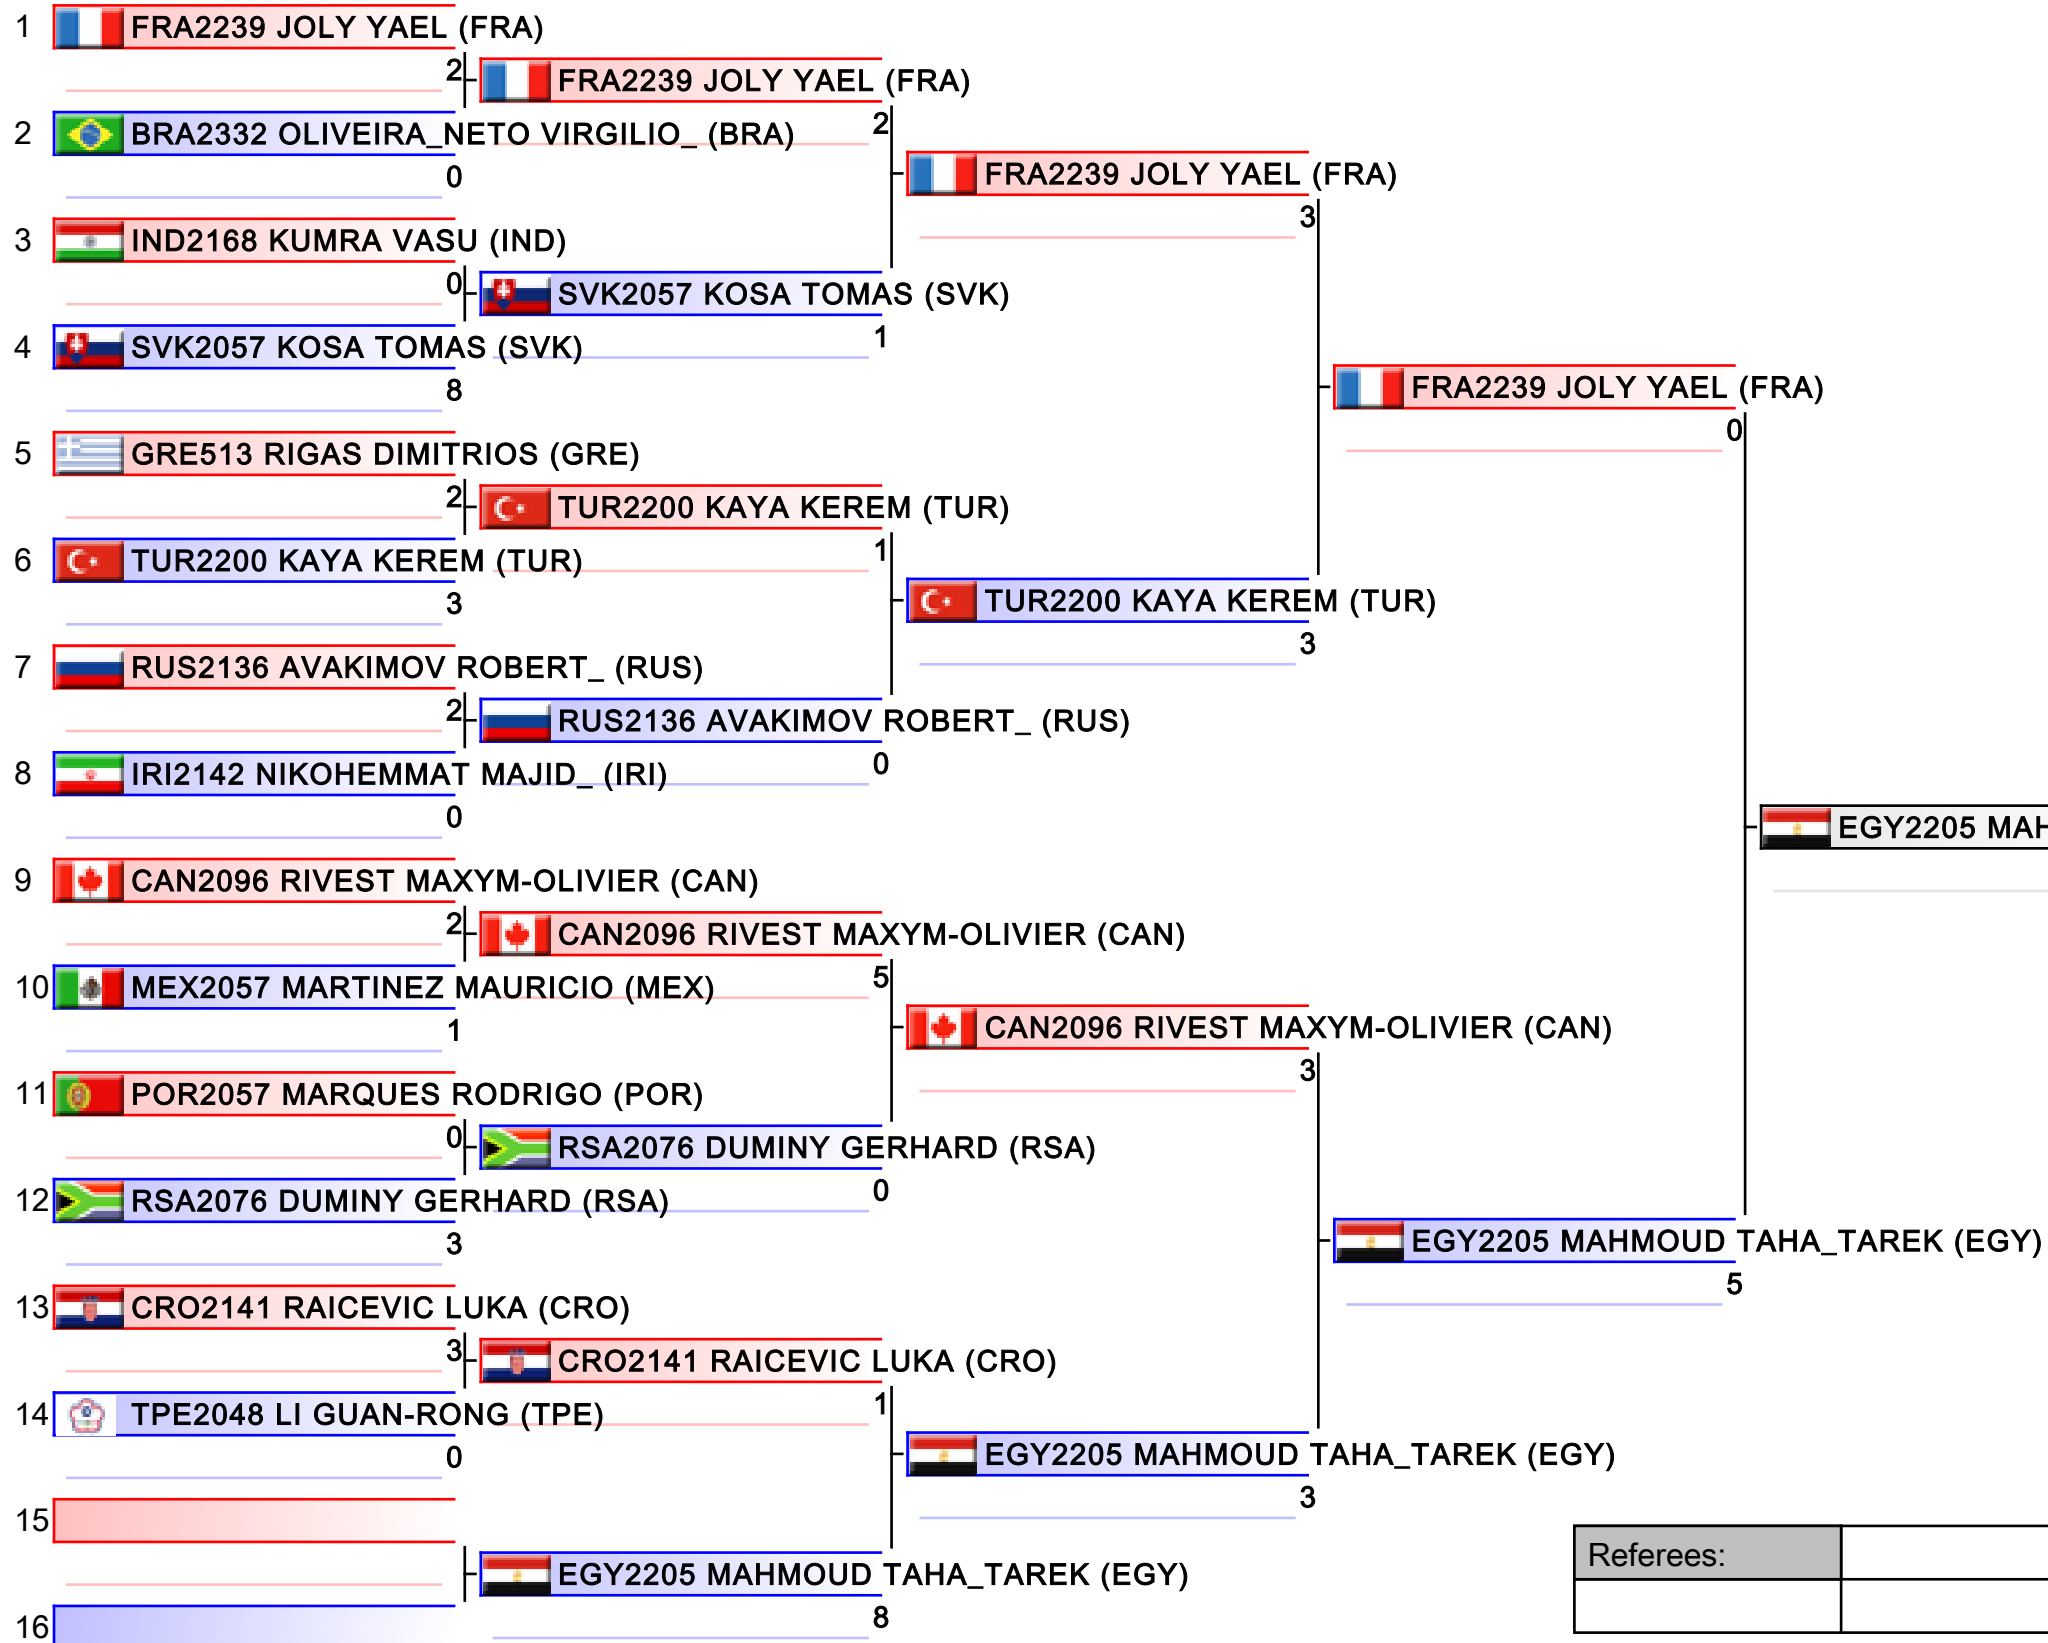 1 FRA2239 JOLY YAEL (FRA)
2
FRA2239 JOLY YAEL (FRA)
2
2 BRA2332 OLIVEIRA_NETO VIRGILIO_ (BRA)
0
FRA2239 JOLY YAEL (FRA)
3
3 IND2168 KUMRA VASU (IND)
0
SVK2057 KOSA TOMAS (SVK)
1
4 SVK2057 KOSA TOMAS (SVK)
8
FRA2239 JOLY YAEL (FRA)
0
5 GRE513 RIGAS DIMITRIOS (GRE)
2
TUR2200 KAYA KEREM (TUR)
1
6 TUR2200 KAYA KEREM (TUR)
3
TUR2200 KAYA KEREM (TUR)
3
7 RUS2136 AVAKIMOV ROBERT_ (RUS)
2
RUS2136 AVAKIMOV ROBERT_ (RUS)
0
8 IRI2142 NIKOHEMMAT MAJID_ (IRI)
0
EGY2205 MAH
9 CAN2096 RIVEST MAXYM-OLIVIER (CAN)
2
CAN2096 RIVEST MAXYM-OLIVIER (CAN)
5
10 MEX2057 MARTINEZ MAURICIO (MEX)
1
CAN2096 RIVEST MAXYM-OLIVIER (CAN)
3
11 POR2057 MARQUES RODRIGO (POR)
0
RSA2076 DUMINY GERHARD (RSA)
0
12 RSA2076 DUMINY GERHARD (RSA)
3
EGY2205 MAHMOUD TAHA_TAREK (EGY)
5
13 CRO2141 RAICEVIC LUKA (CRO)
3
CRO2141 RAICEVIC LUKA (CRO)
1
14 TPE2048 LI GUAN-RONG (TPE)
0
EGY2205 MAHMOUD TAHA_TAREK (EGY)
3
15
EGY2205 MAHMOUD TAHA_TAREK (EGY)
8
16
Referees: